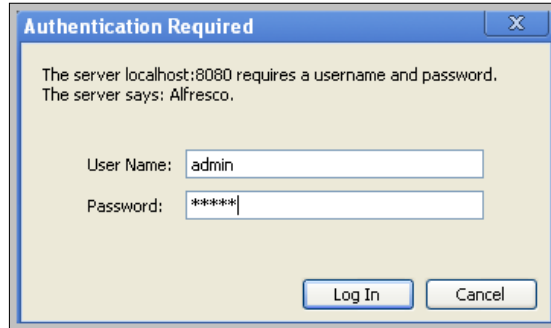 Authentication Required
The server localhost:8080 requires a username and password.
The server says: Alfresco.
User Name: admin
Password: *****
Log In Cancel